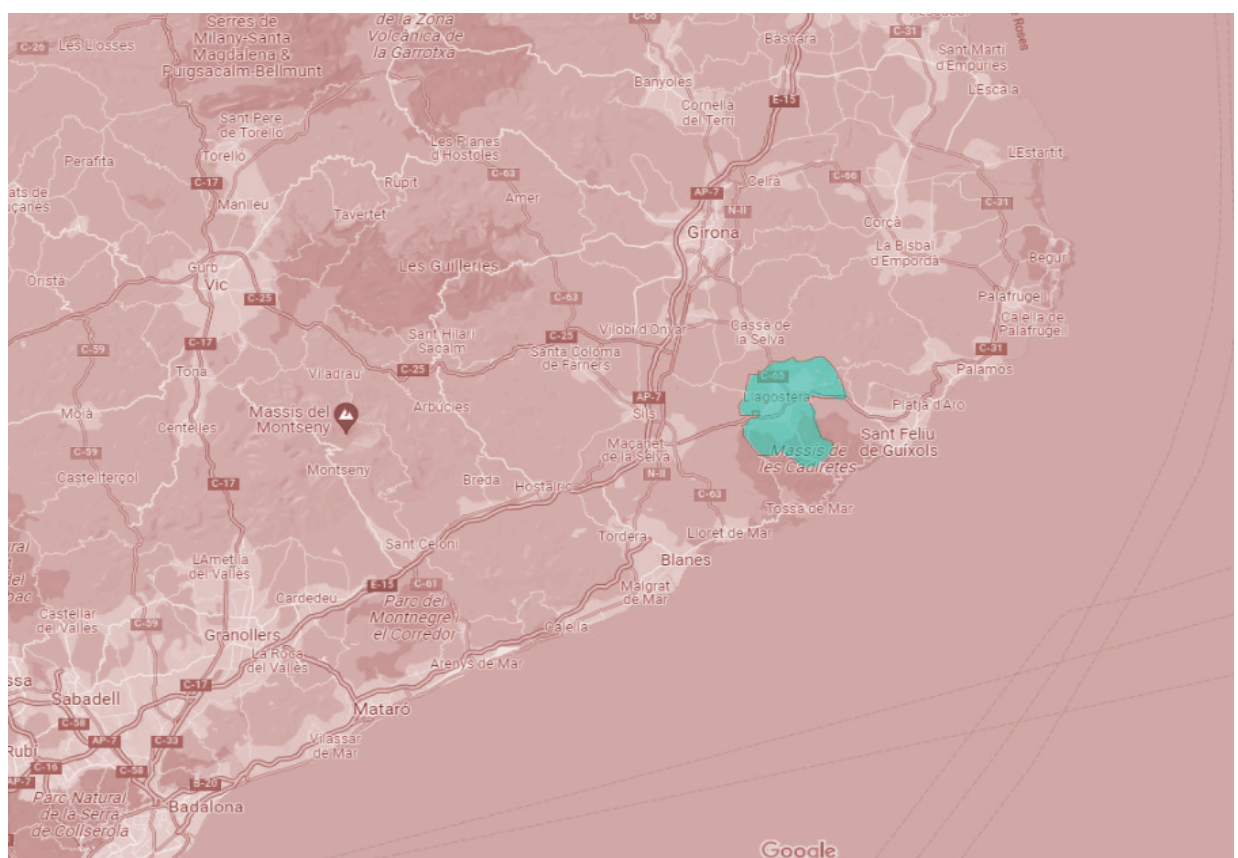 Serres de
Milany-Santa
Magdalena &
Puigsacalm-Bellmunt
de la Zona
Volcànica de
la Garrotxa
C-26
Les Llosses
C-66
Bàscara
C-31
Sant Martí
d'Empúries
de Roses
Banyoles
E-15
L'Escala
Cornellà
del Terri
Sant Pere
de Torelló
Torelló
Les Planes
d'Hostoles
L'Estartit
Perafita
C-17
Rupit
C-63
Amer
AP-7
Celrà
C-66
Manlleu
Tavertet
N-II
Corçà
C-31
Girona
La Bisbal
d'Empordà
Begur
Les Guilleries
Gurb
Vic
Oristà
C-25
C-63
Palafrugell
Calella de
Palafrugell
Sant Hilari
Sacalm
C-25
Vilobí d'Onyar
Cassà de
la Selva
C-17
C-59
Santa Coloma
de Farners
C-31
Tona
Viladrau
C-25
C-65
Palamós
Arbúcies
AP-7
Llagostera
Platja d'Aro
Moià
Massís del
Montseny
Sils
Centelles
Maçanet
de la Selva
Sant Feliu
de Guíxols
C-59
Massís de
les Cadiretes
Castellterçol
Montseny
N-II
C-17
Breda
Hostalric
C-63
Tossa de Mar
Tordera
Lloret de Mar
Sant Celoni
Blanes
L'Ametlla
del Vallès
E-15
C-61
Malgrat
de Mar
Cardedeu
Parc del
Montnegre i
el Corredor
Castellar
del Vallès
C-59
Granollers
Calella
La Roca
del Vallès
Arenys de Mar
C-17
Sabadell
Mataró
C-58
AP-7
C-33
Vilassar
de Mar
Rubí
C-16
C-58
AP-7
B-20
Parc Natural
de la Serra
de Collserola
Badalona
Google